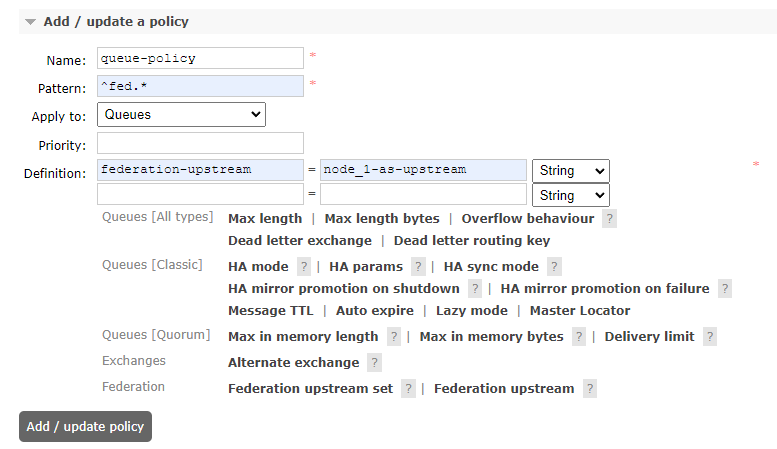 Add / update a policy
Name: queue-policy *
Pattern: ^fed.* *
Apply to: Queues
Priority:
Definition: federation-upstream = node_1-as-upstream String *
= String
Queues [All types] Max length | Max length bytes | Overflow behaviour ?
Dead letter exchange | Dead letter routing key
Queues [Classic] HA mode ? | HA params ? | HA sync mode ?
HA mirror promotion on shutdown ? | HA mirror promotion on failure ?
Message TTL | Auto expire | Lazy mode | Master Locator
Queues [Quorum] Max in memory length ? | Max in memory bytes ? | Delivery limit ?
Exchanges Alternate exchange ?
Federation Federation upstream set ? | Federation upstream ?
Add / update policy